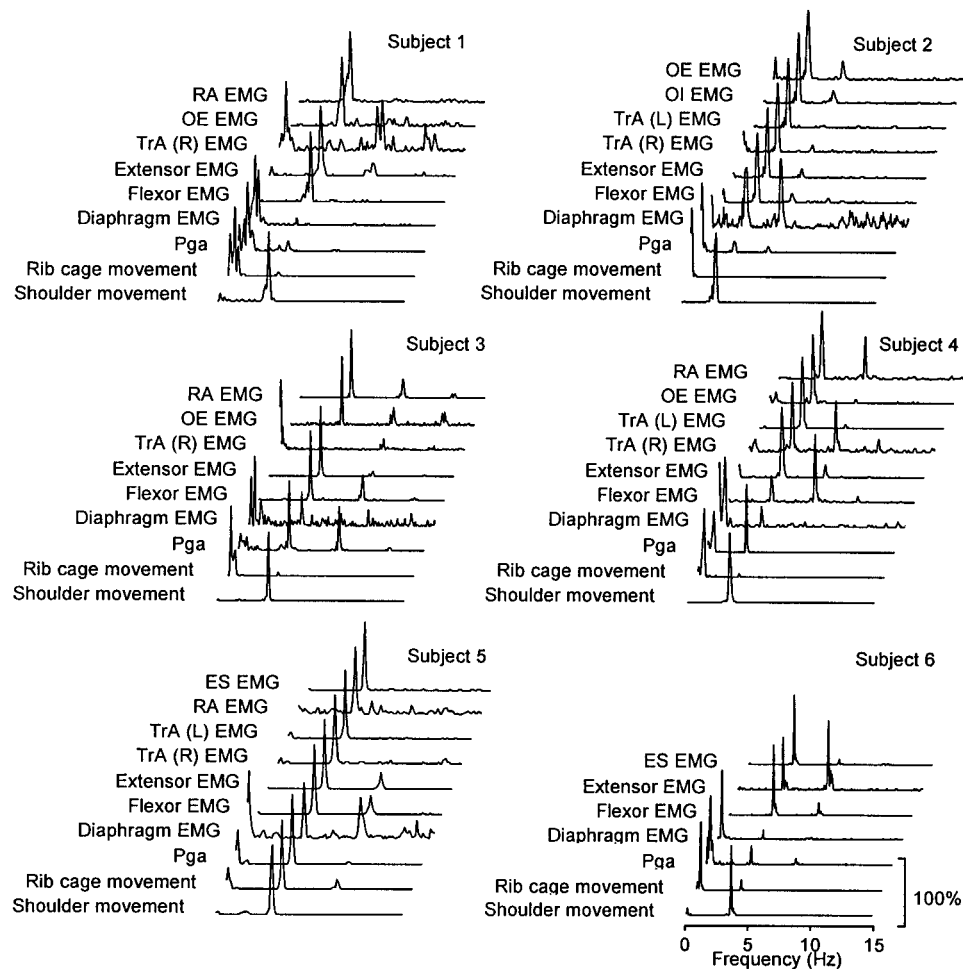 Subject 1
RA EMG
OE EMG
TrA (R) EMG
Extensor EMG
Flexor EMG
Diaphragm EMG
Pga
Rib cage movement
Shoulder movement
Subject 2
OE EMG
OI EMG
TrA (L) EMG
TrA (R) EMG
Extensor EMG
Flexor EMG
Diaphragm EMG
Pga
Rib cage movement
Shoulder movement
Subject 3
RA EMG
OE EMG
TrA (R) EMG
Extensor EMG
Flexor EMG
Diaphragm EMG
Pga
Rib cage movement
Shoulder movement
Subject 4
RA EMG
OE EMG
TrA (L) EMG
TrA (R) EMG
Extensor EMG
Flexor EMG
Diaphragm EMG
Pga
Rib cage movement
Shoulder movement
Subject 5
ES EMG
RA EMG
TrA (L) EMG
TrA (R) EMG
Extensor EMG
Flexor EMG
Diaphragm EMG
Pga
Rib cage movement
Shoulder movement
Subject 6
ES EMG
Extensor EMG
Flexor EMG
Diaphragm EMG
Pga
Rib cage movement
Shoulder movement
100%
0 5 10 15
Frequency (Hz)